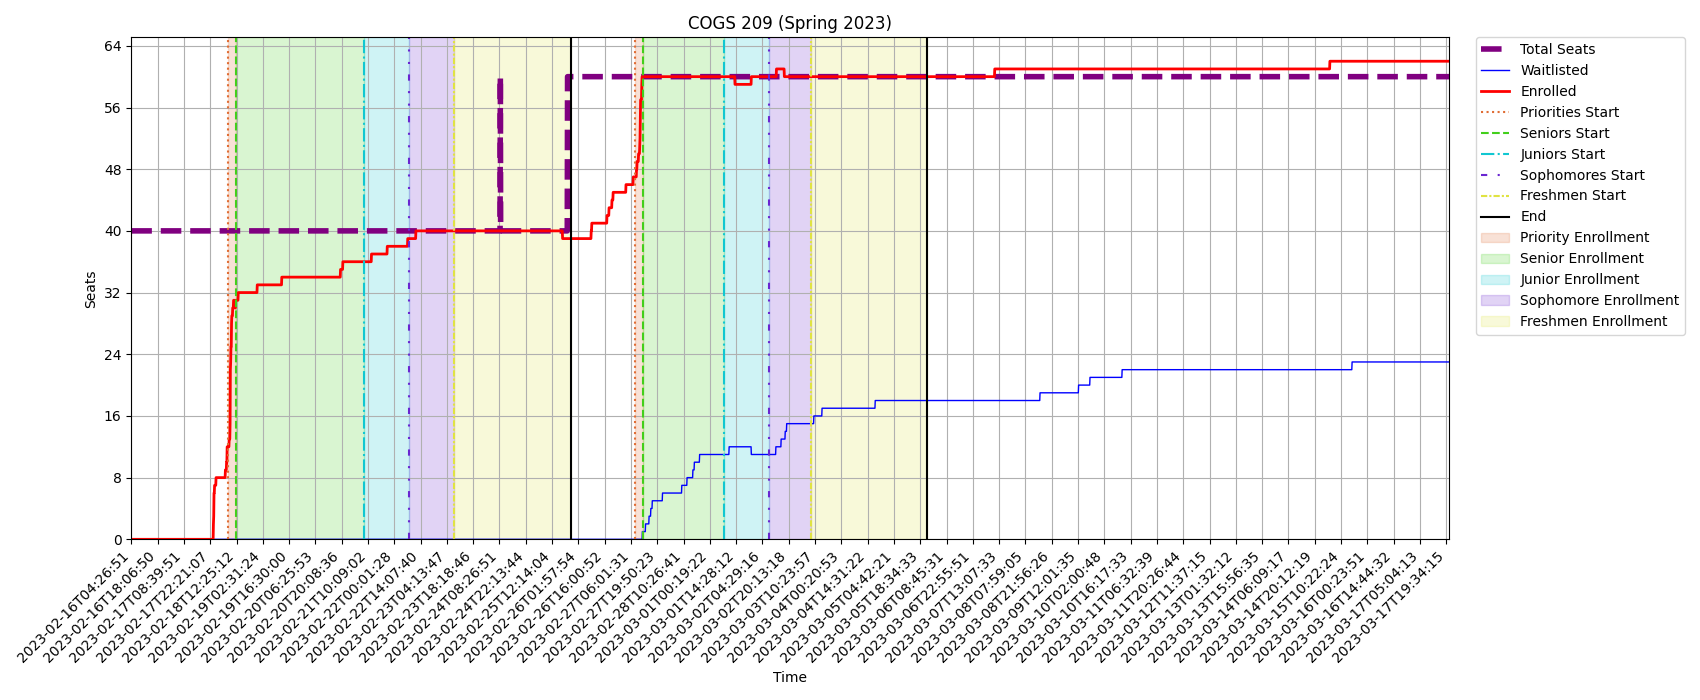 COGS 209 (Spring 2023)
64
56
48
40
32
24
16
8
0
Seats
2023-02-16T04:26:51
2023-02-16T18:06:50
2023-02-17T08:39:51
2023-02-17T22:21:07
2023-02-18T12:25:12
2023-02-19T02:31:24
2023-02-19T16:30:00
2023-02-20T06:25:53
2023-02-20T20:08:36
2023-02-21T10:09:02
2023-02-22T00:01:28
2023-02-22T14:07:40
2023-02-23T04:13:47
2023-02-23T18:18:46
2023-02-24T08:26:51
2023-02-24T22:13:44
2023-02-25T12:14:04
2023-02-26T01:57:54
2023-02-26T16:00:52
2023-02-27T06:01:31
2023-02-27T19:50:23
2023-02-28T10:26:41
2023-03-01T00:19:22
2023-03-01T14:28:12
2023-03-02T04:29:16
2023-03-02T20:13:18
2023-03-03T10:23:57
2023-03-04T00:20:53
2023-03-04T14:31:22
2023-03-05T04:42:21
2023-03-05T18:34:33
2023-03-06T08:45:31
2023-03-06T22:55:51
2023-03-07T13:07:33
2023-03-08T07:59:05
2023-03-08T21:56:26
2023-03-09T12:01:35
2023-03-10T02:00:48
2023-03-10T16:17:33
2023-03-11T06:32:39
2023-03-11T20:26:44
2023-03-12T11:37:15
2023-03-13T01:32:12
2023-03-13T15:56:35
2023-03-14T06:09:17
2023-03-14T20:12:19
2023-03-15T10:22:24
2023-03-16T00:23:51
2023-03-16T14:44:32
2023-03-17T05:04:13
2023-03-17T19:34:15
Time
Total Seats
Waitlisted
Enrolled
Priorities Start
Seniors Start
Juniors Start
Sophomores Start
Freshmen Start
End
Priority Enrollment
Senior Enrollment
Junior Enrollment
Sophomore Enrollment
Freshmen Enrollment